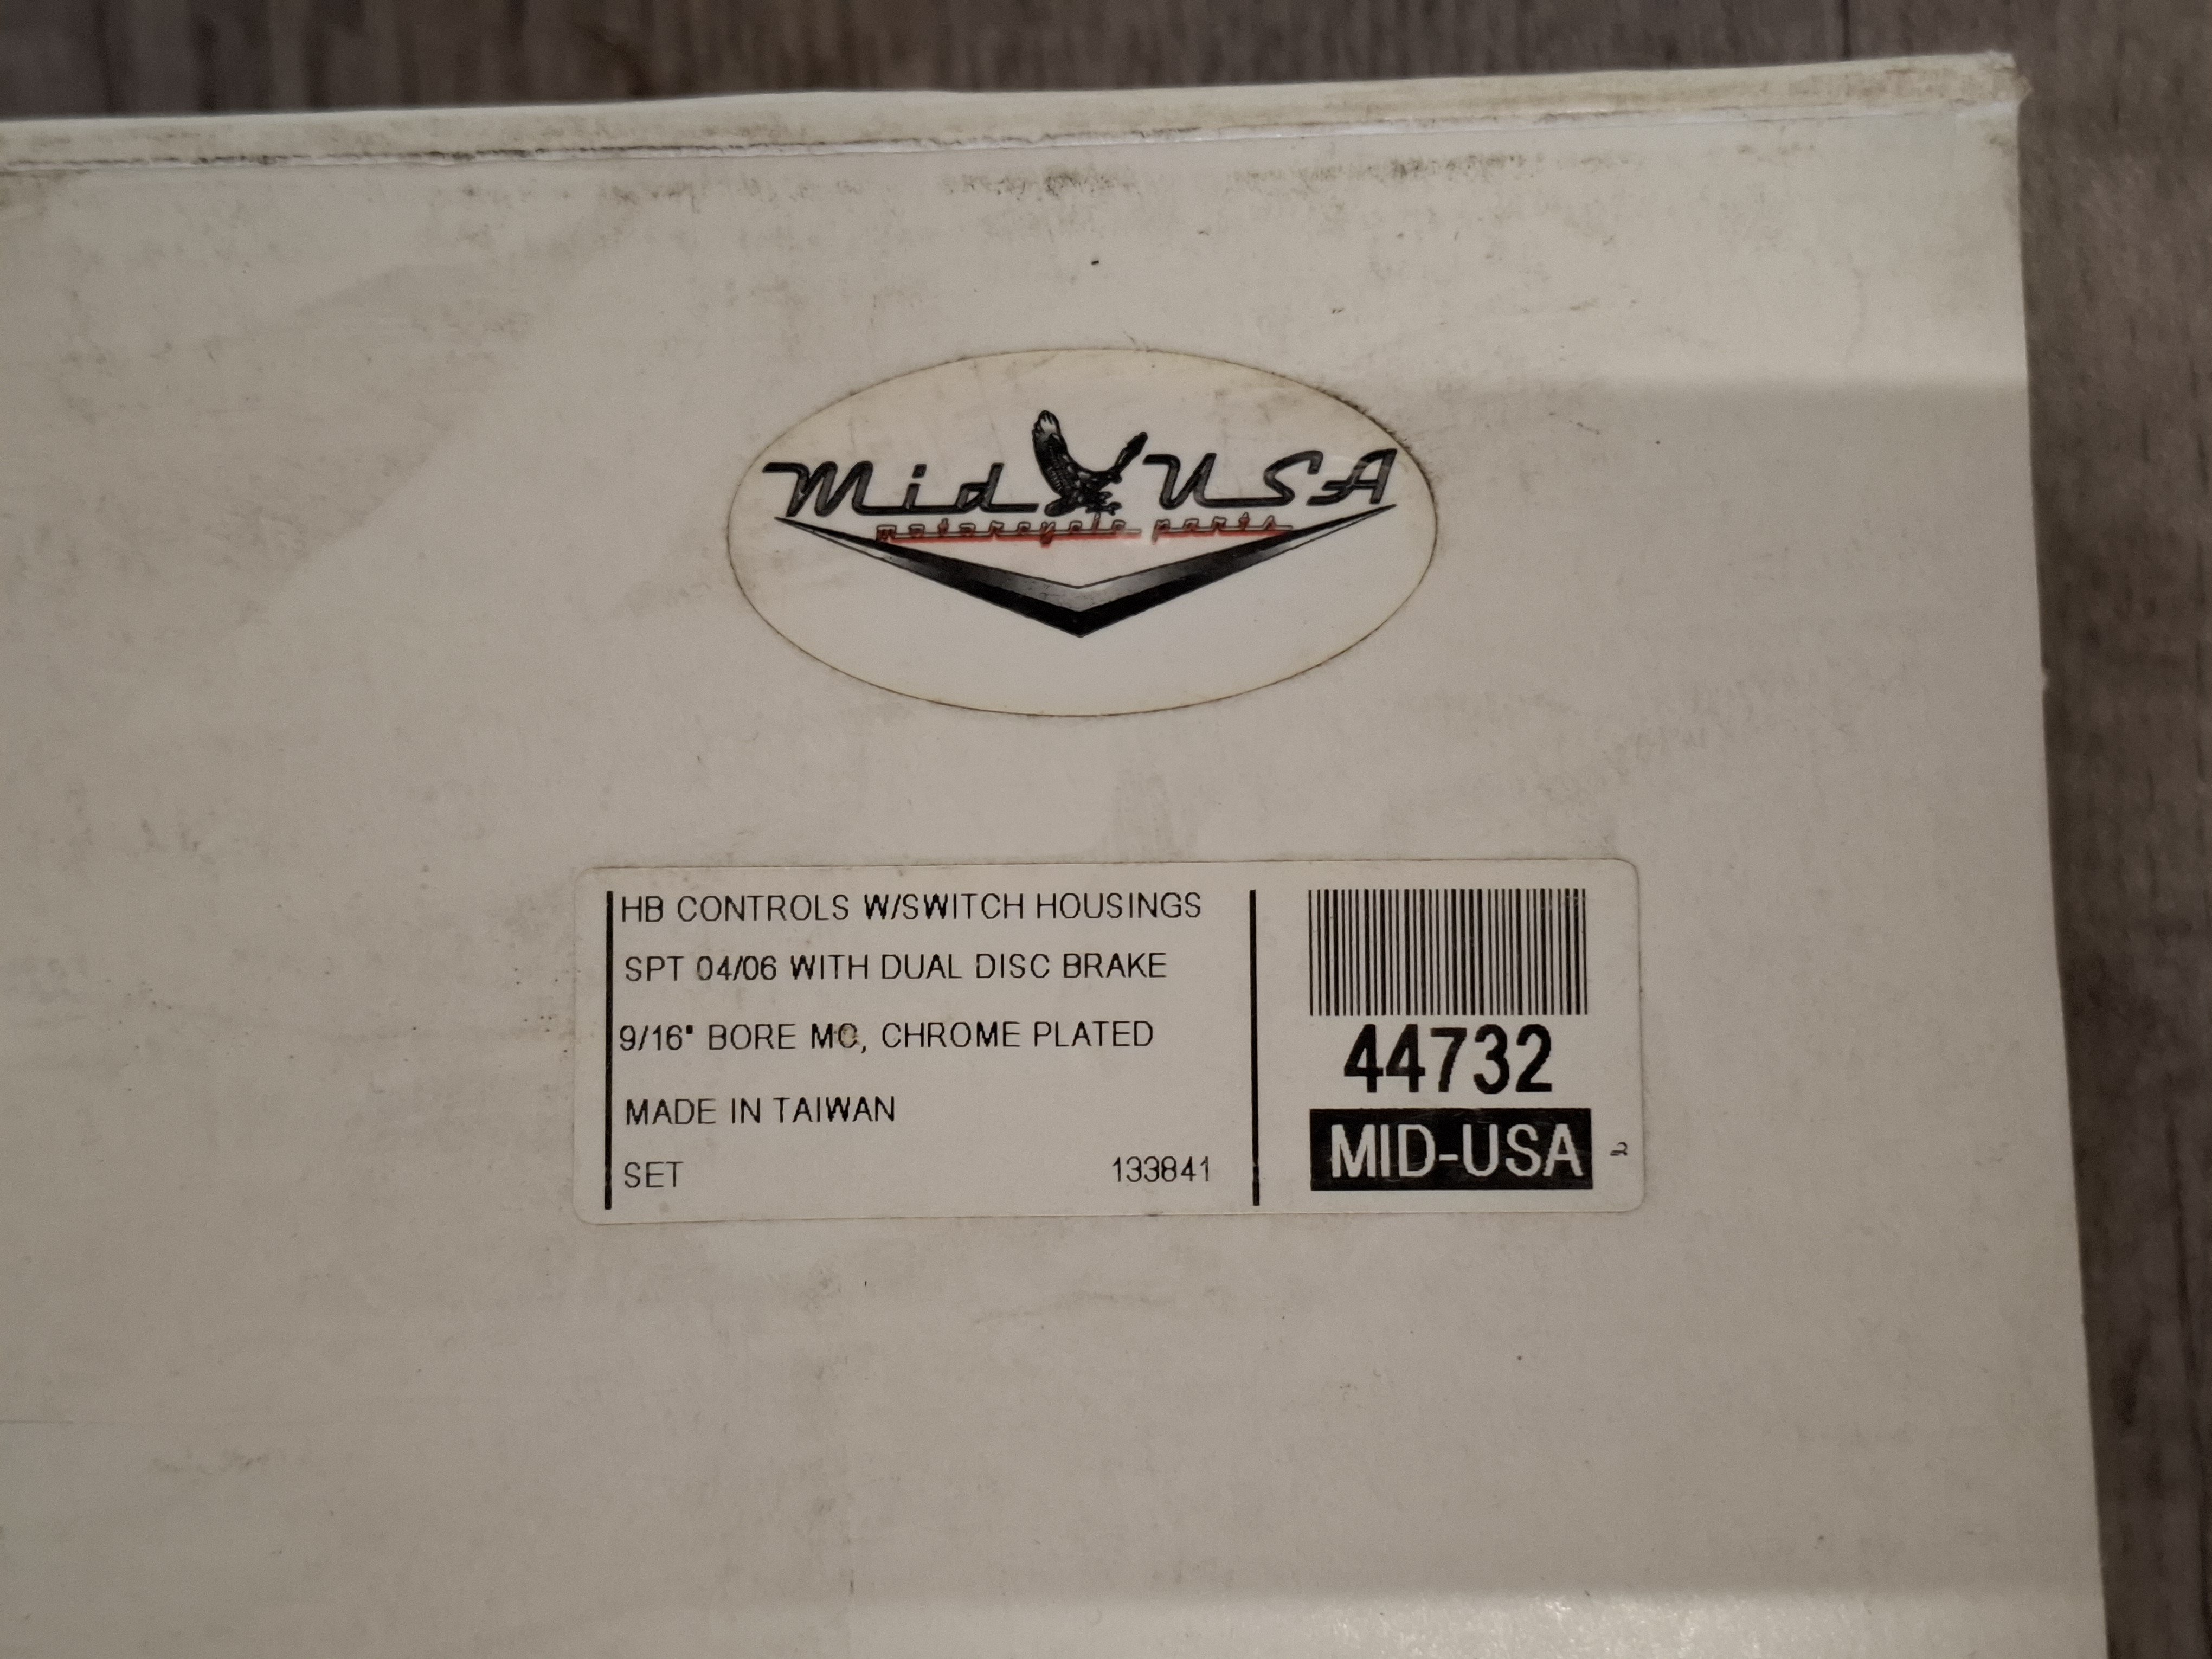 Mid USA
motorcycle parts
HB CONTROLS W/SWITCH HOUSINGS
SPT 04/06 WITH DUAL DISC BRAKE
9/16" BORE MC, CHROME PLATED
MADE IN TAIWAN
SET 133841
44732
MID-USA
2